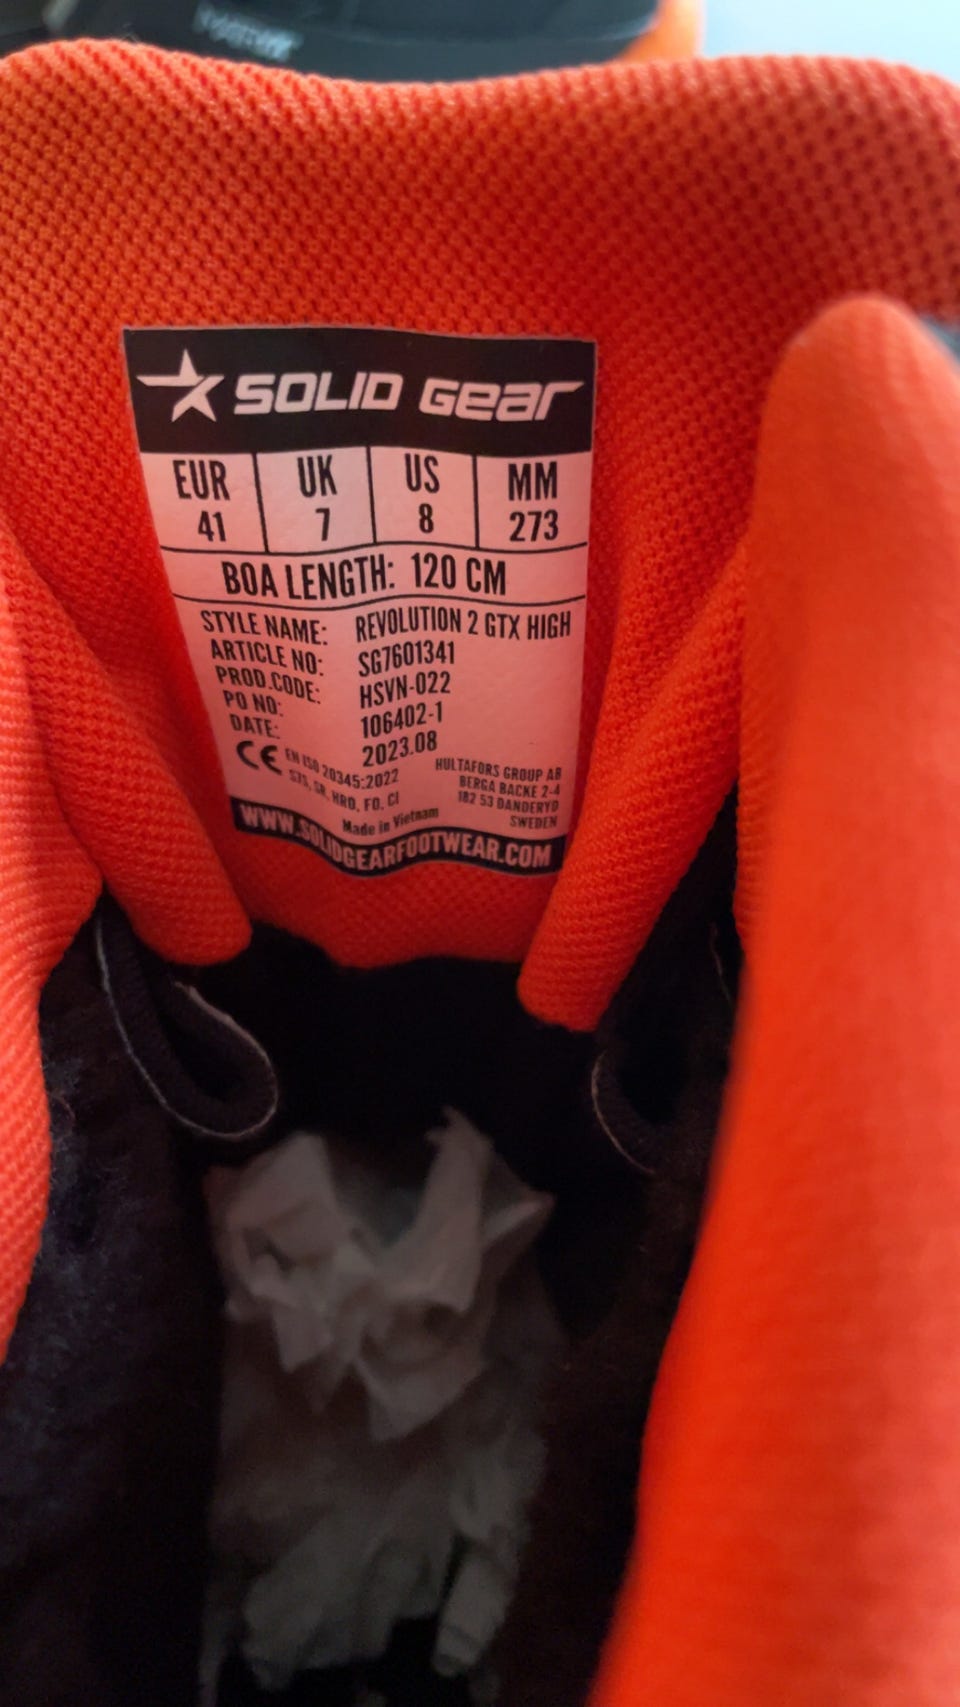 SOLID GEAR
EUR UK US MM
41 7 8 273
BOA LENGTH: 120 CM
STYLE NAME: REVOLUTION 2 GTX HIGH
ARTICLE NO: SG7601341
PROD.CODE: HSVN-022
PO NO: 106402-1
DATE: 2023.08
CE EN ISO 20345:2022
S7S, SR, HRO, FO, CI
HULTAFORS GROUP AB
BERGA BACKE 2-4
182 53 DANDERYD
SWEDEN
Made in Vietnam
WWW.SOLIDGEARFOOTWEAR.COM